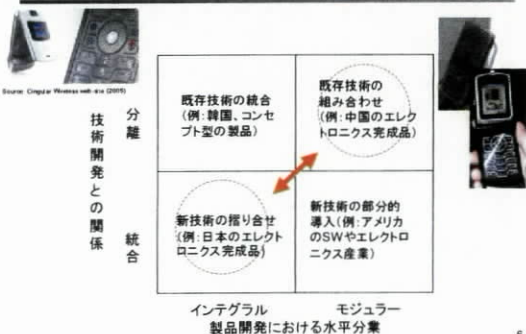 Source: Cingular Wireless web-site (2005)
技術開発との関係
分離
統合
既存技術の統合
(例:韓国、コンセ
プト型の製品)
既存技術の
組み合わせ
(例:中国のエレク
トロニクス完成品)
新技術の摺り合せ
(例:日本のエレクト
ロニクス完成品)
新技術の部分的
導入(例:アメリカ
のSWやエレクトロ
ニクス産業)
インテグラル
モジュラー
製品開発における水平分業